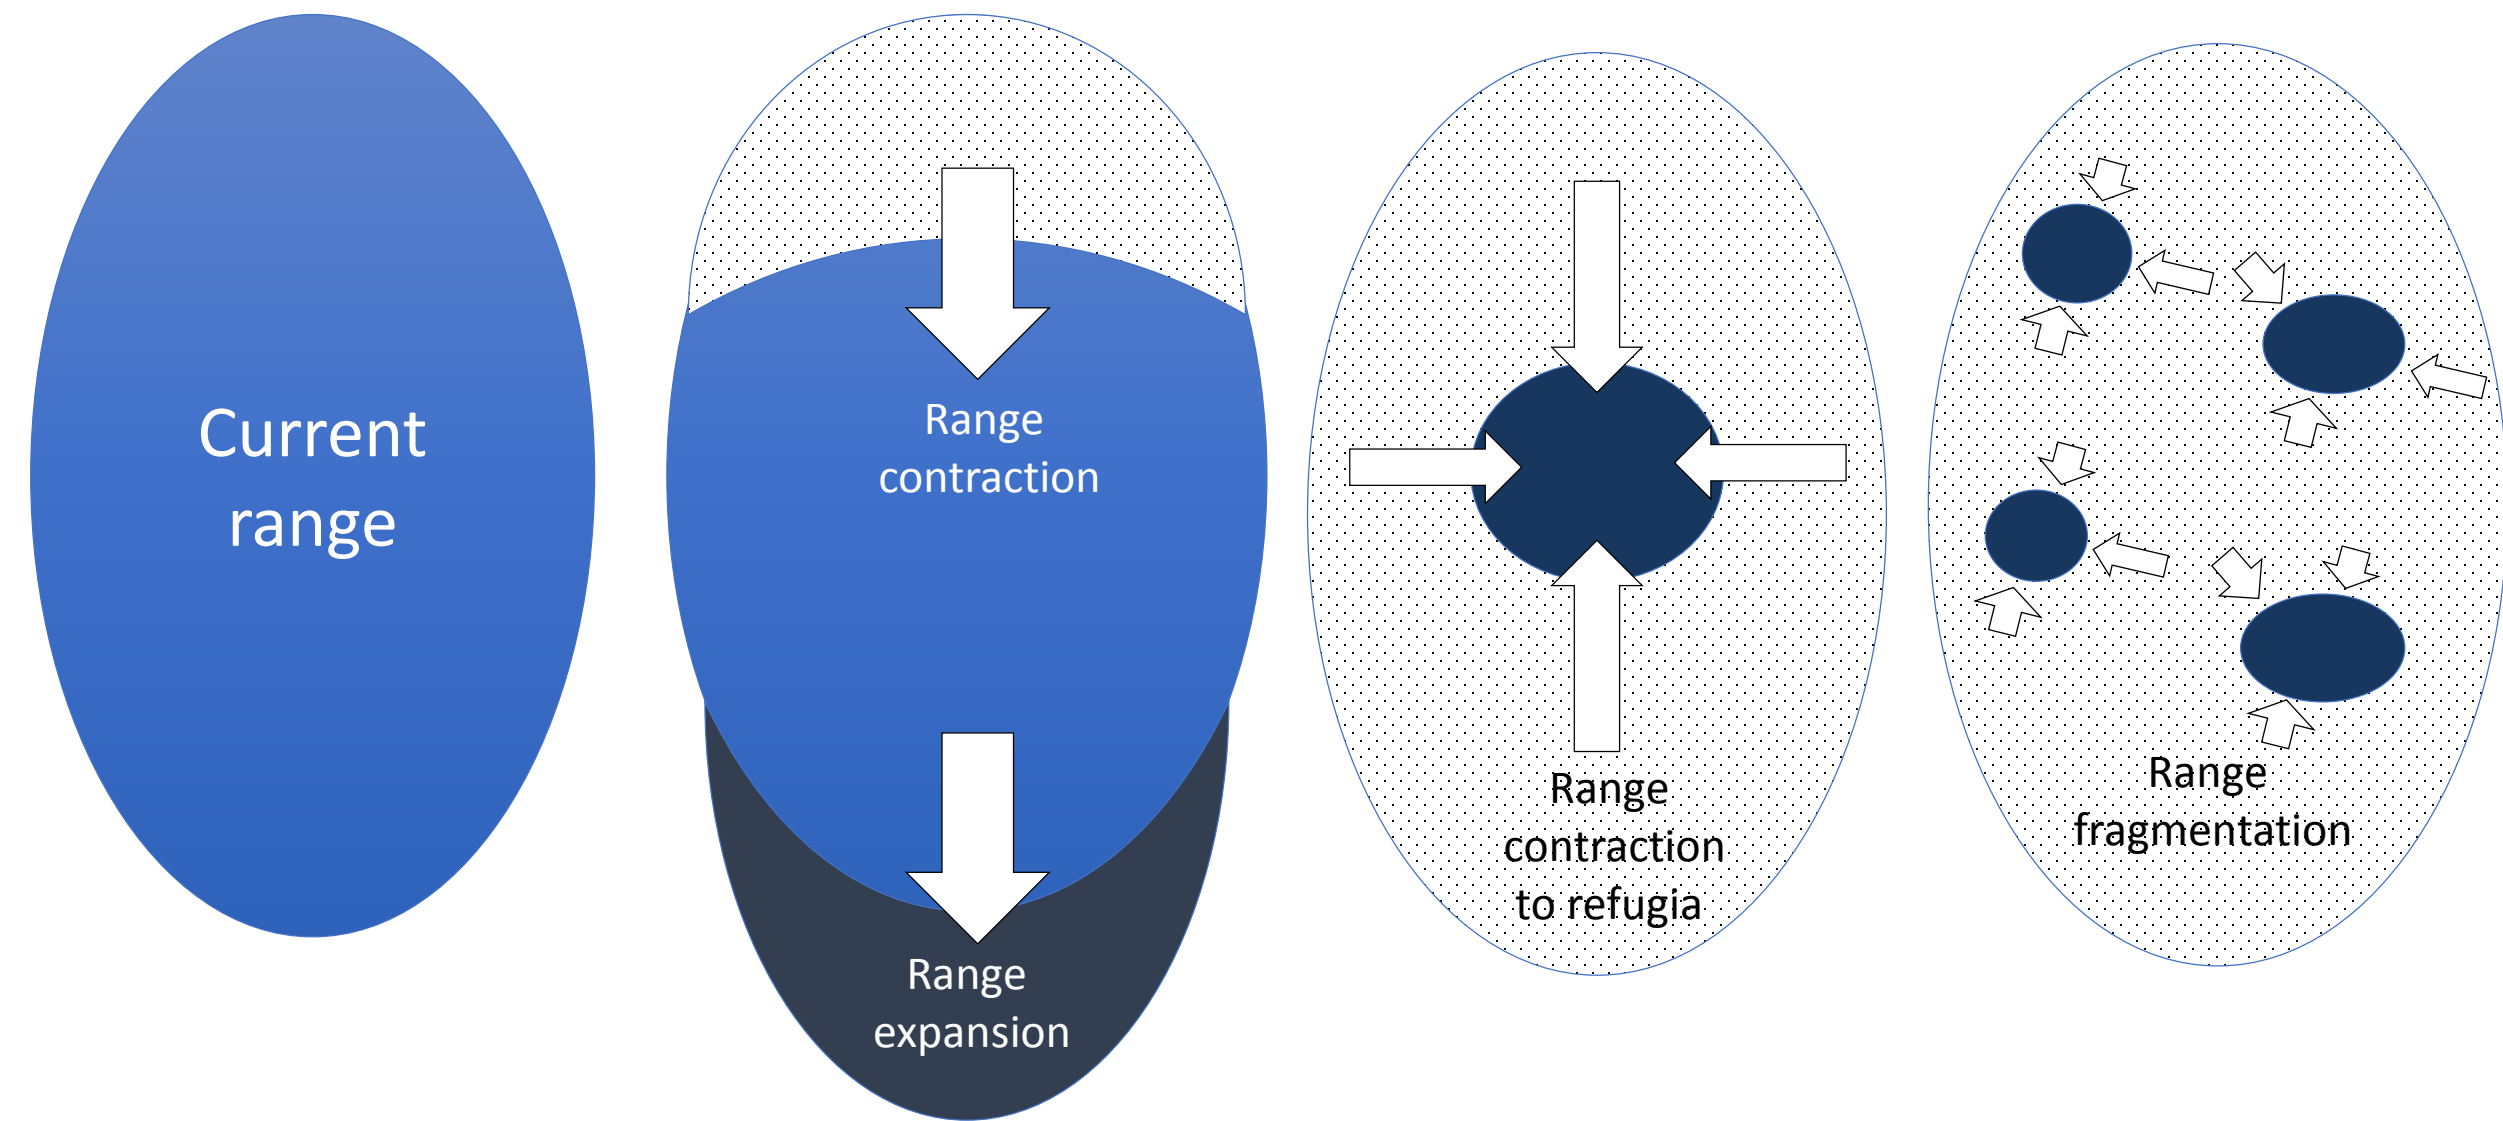 Current
range
Range
contraction
Range
expansion
Range
contraction
to refugia
Range
fragmentation